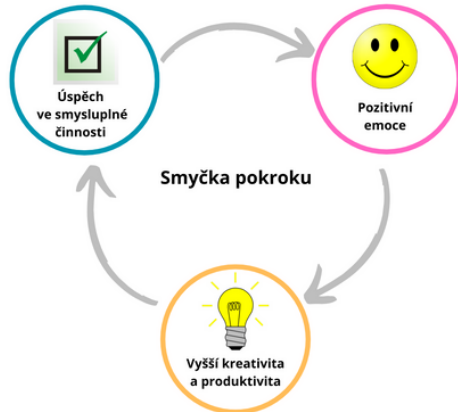 Úspěch
ve smysluplné
činnosti
Pozitivní
emoce
Smyčka pokroku
Vyšší kreativita
a produktivita